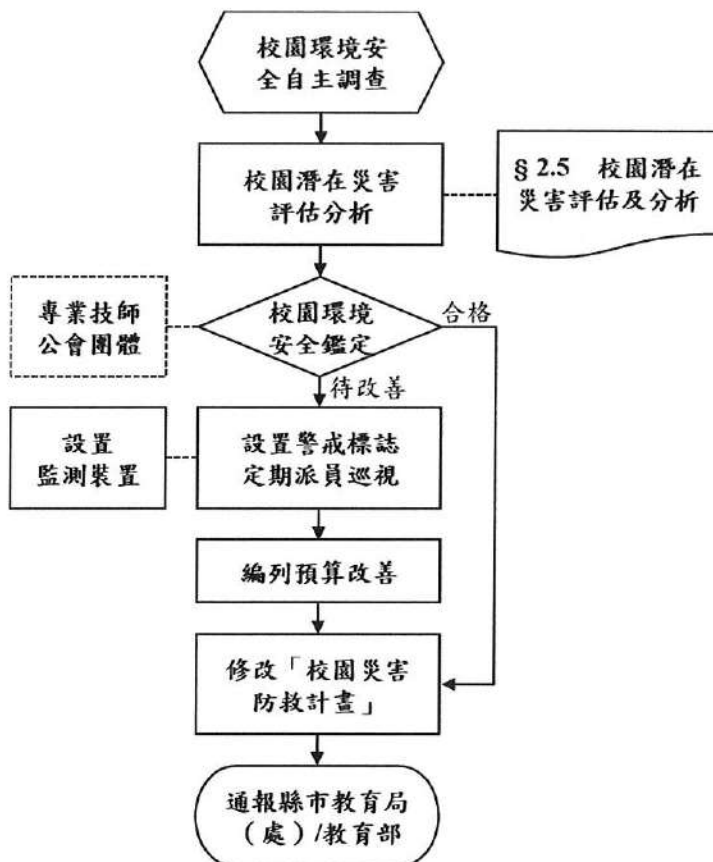 校園環境安
全自主調查
校園潛在災害
評估分析
§ 2.5 校園潛在
災害評估及分析
專業技師
公會團體
校園環境
安全鑑定
合格
待改善
設置
監測裝置
設置警戒標誌
定期派員巡視
編列預算改善
修改「校園災害
防救計畫」
通報縣市教育局
(處)/教育部